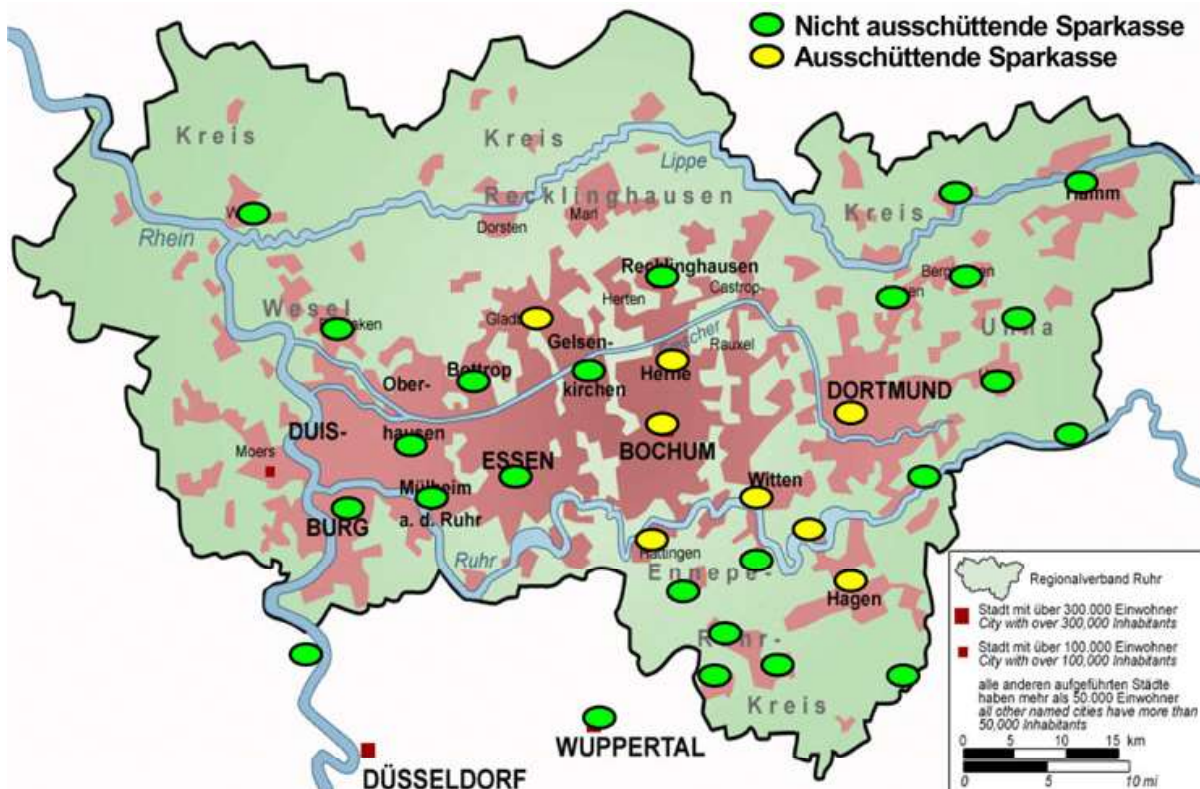 Nicht ausschüttende Sparkasse
Ausschüttende Sparkasse
Kreis
Kreis
Lippe
Recklinghausen
Kreis
Hamm
Rhein
Dorsten
Marl
Recklinghausen
Herten
Castrop-
Wesel
Gelsen-
Rauxel
Unna
Herne
Bottrop
Ober-
kirchen
DORTMUND
DUIS-
hausen
Moers
ESSEN
BOCHUM
Witten
Mülheim
BURG
a. d. Ruhr
Ruhr
Hattingen
Ennepe-
Hagen
Ruhr-
Kreis
WUPPERTAL
DÜSSELDORF
Regionalverband Ruhr
Stadt mit über 300.000 Einwohner
City with over 300,000 Inhabitants
Stadt mit über 100.000 Einwohner
City with over 100,000 Inhabitants
alle anderen aufgeführten Städte
haben mehr als 50.000 Einwohner
all other named cities have more than
50,000 Inhabitants
0 5 10 15 km
0 5 10 mi